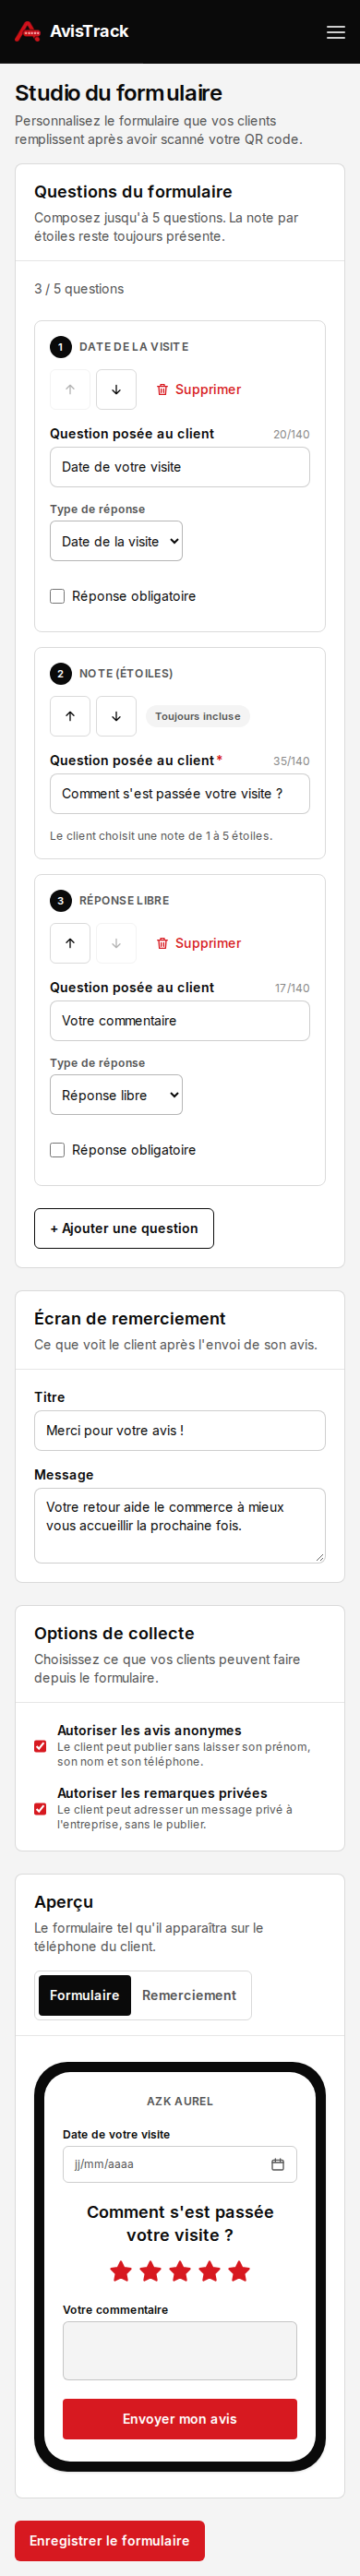 AvisTrack
Studio du formulaire
Personnalisez le formulaire que vos clients
remplissent après avoir scanné votre QR code.
Questions du formulaire
Composez jusqu'à 5 questions. La note par
étoiles reste toujours présente.
3 / 5 questions
1 DATE DE LA VISITE
↑ ↓ Supprimer
Question posée au client 20/140
Date de votre visite
Type de réponse
Date de la visite
Réponse obligatoire
2 NOTE (ÉTOILES)
↑ ↓ Toujours incluse
Question posée au client * 35/140
Comment s'est passée votre visite ?
Le client choisit une note de 1 à 5 étoiles.
3 RÉPONSE LIBRE
↑ ↓ Supprimer
Question posée au client 17/140
Votre commentaire
Type de réponse
Réponse libre
Réponse obligatoire
+ Ajouter une question
Écran de remerciement
Ce que voit le client après l'envoi de son avis.
Titre
Merci pour votre avis !
Message
Votre retour aide le commerce à mieux
vous accueillir la prochaine fois.
Options de collecte
Choisissez ce que vos clients peuvent faire
depuis le formulaire.
Autoriser les avis anonymes
Le client peut publier sans laisser son prénom,
son nom et son téléphone.
Autoriser les remarques privées
Le client peut adresser un message privé à
l'entreprise, sans le publier.
Aperçu
Le formulaire tel qu'il apparaîtra sur le
téléphone du client.
Formulaire Remerciement
AZK AUREL
Date de votre visite
jj/mm/aaaa
Comment s'est passée
votre visite ?
Votre commentaire
Envoyer mon avis
Enregistrer le formulaire